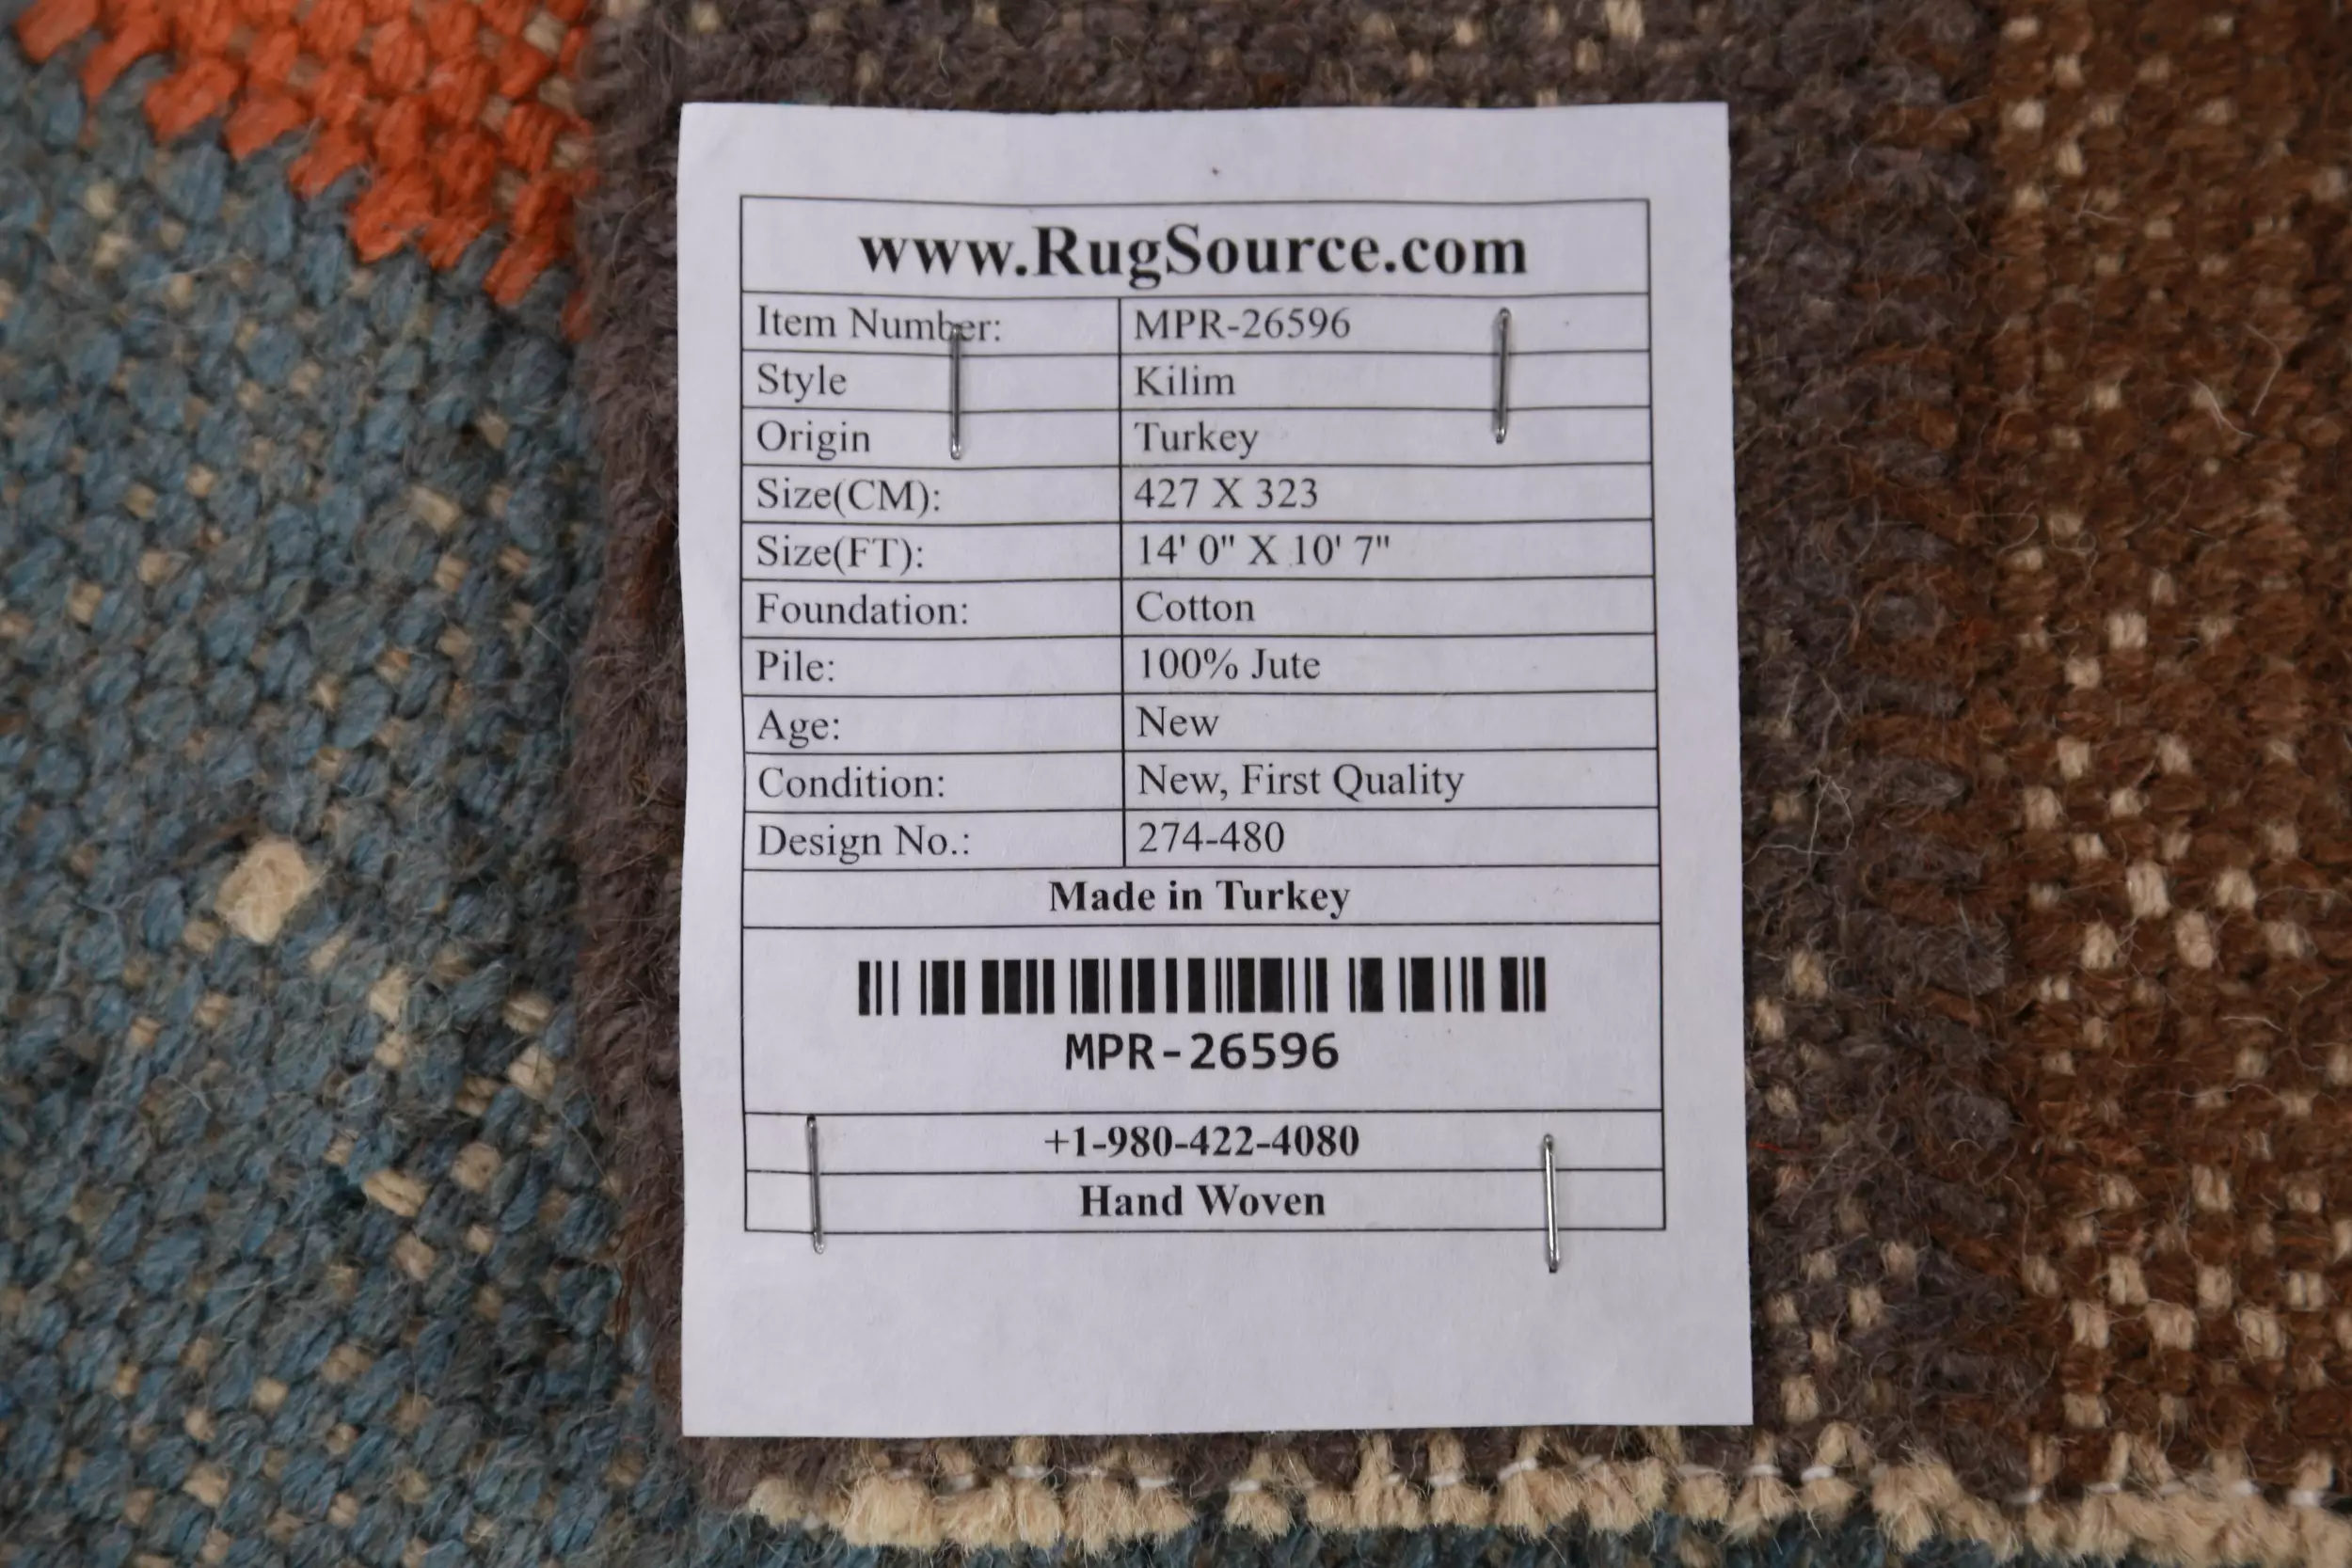 www.RugSource.com
Item Number: MPR-26596
Style Kilim
Origin Turkey
Size(CM): 427 X 323
Size(FT): 14' 0" X 10' 7"
Foundation: Cotton
Pile: 100% Jute
Age: New
Condition: New, First Quality
Design No.: 274-480
Made in Turkey
MPR-26596
+1-980-422-4080
Hand Woven